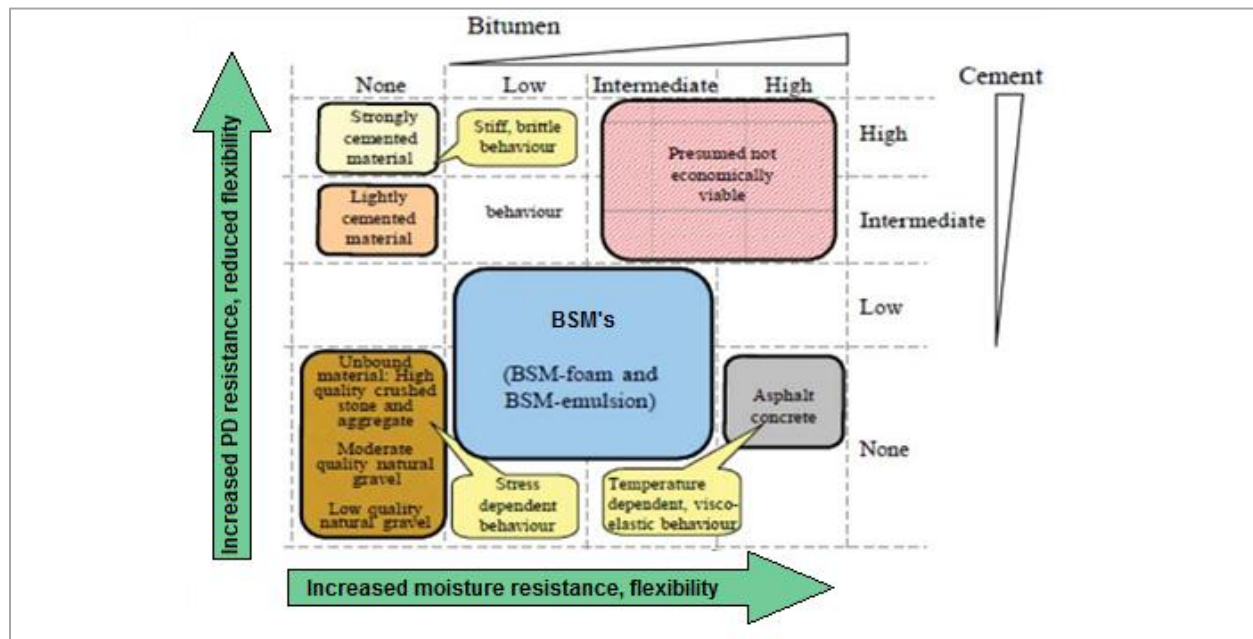 Bitumen
Cement
None
Low
Intermediate
High
Increased PD resistance, reduced flexibility
Strongly
cemented
material
Stiff, brittle
behaviour
Presumed not
economically
viable
High
Lightly
cemented
material
behaviour
Intermediate
BSM's
(BSM-foam and
BSM-emulsion)
Low
Unbound
material: High
quality crushed
stone and
aggregate
Moderate
quality natural
gravel
Low quality
natural gravel
Asphalt
concrete
None
Stress
dependent
behaviour
Temperature
dependent, visco-
elastic behaviour
Increased moisture resistance, flexibility